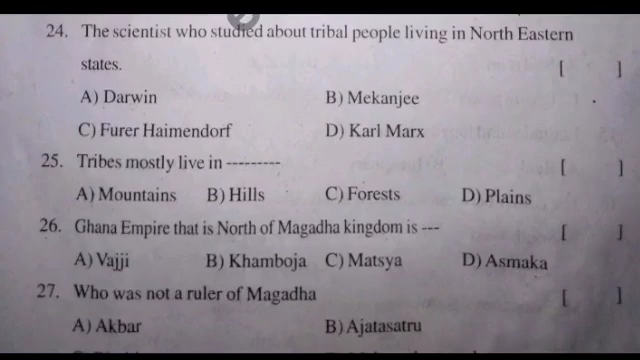 24. The scientist who studied about tribal people living in North Eastern
states. [ ]
A) Darwin B) Mekanjee
C) Furer Haimendorf D) Karl Marx
25. Tribes mostly live in --------- [ ]
A) Mountains B) Hills C) Forests D) Plains
26. Ghana Empire that is North of Magadha kingdom is --- [ ]
A) Vajji B) Khamboja C) Matsya D) Asmaka
27. Who was not a ruler of Magadha [ ]
A) Akbar B) Ajatasatru